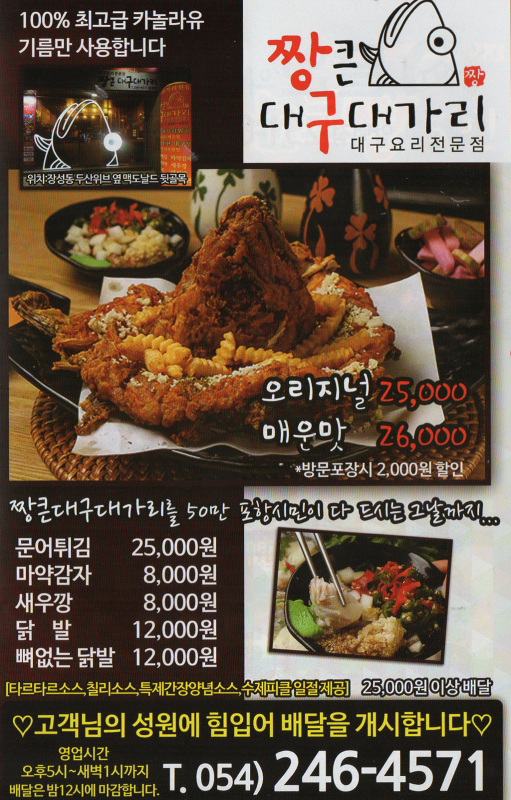 100% 최고급 카놀라유
기름만 사용합니다
짱큰
대구대가리
짱
대구요리전문점
짱큰 대구대가리
위치:장성동 두산위브 옆 맥도날드 뒷골목
오리지널 25,000
매운맛 26,000
*방문포장시 2,000원 할인
짱큰대구대가리를 50만 포항시민이 다 드시는 그날까지...
문어튀김 25,000원
마약감자 8,000원
새우깡 8,000원
닭 발 12,000원
뼈없는 닭발 12,000원
[타르타르소스,칠리소스,특제간장양념소스,수제피클 일절 제공] 25,000원 이상 배달
♡고객님의 성원에 힘입어 배달을 개시합니다♡
영업시간
오후5시~새벽1시까지
배달은 밤12시에 마감합니다.
T. 054) 246-4571